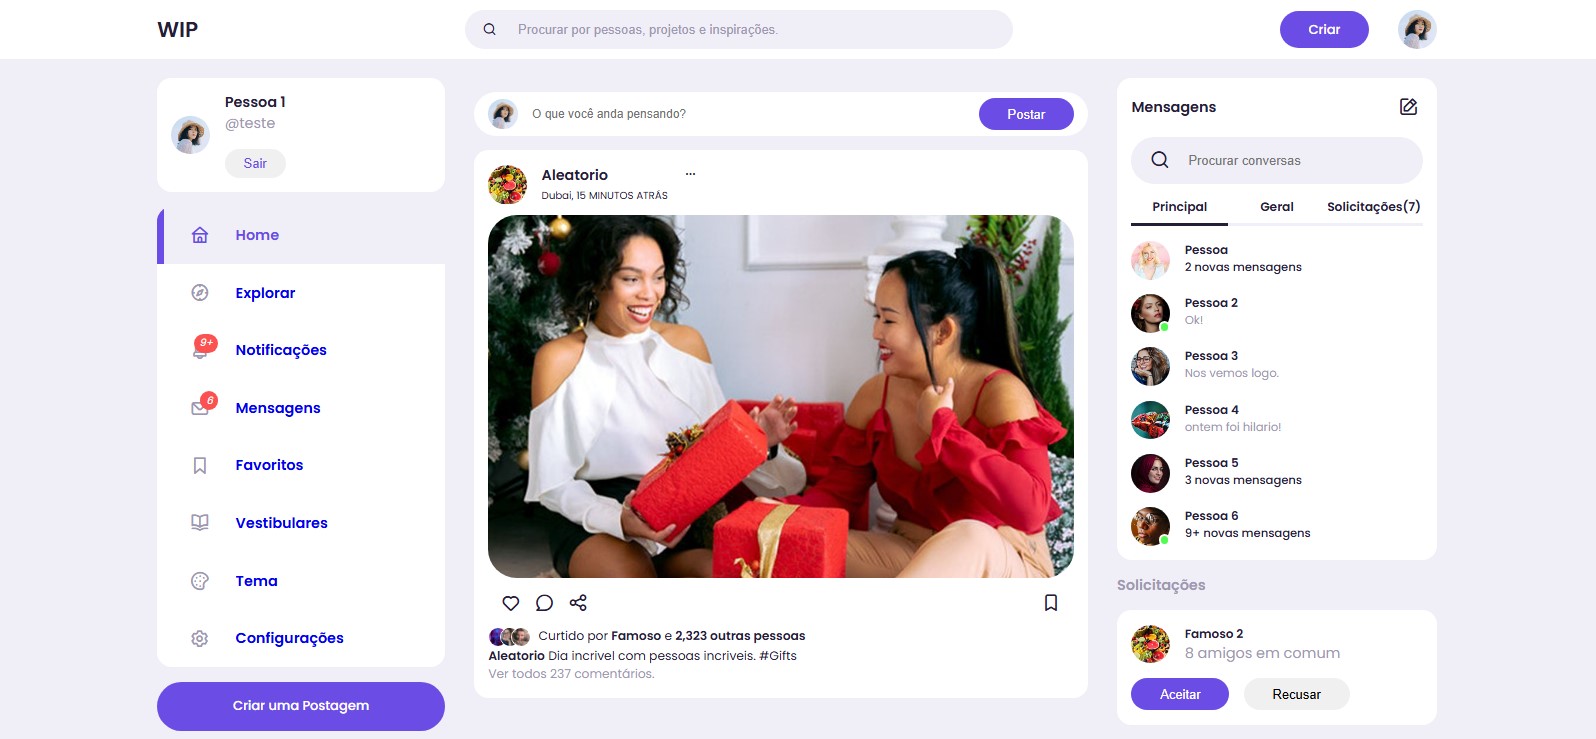 WIP
Procurar por pessoas, projetos e inspirações.
Criar
Pessoa 1
@teste
Sair
Home
Explorar
9+
Notificações
6
Mensagens
Favoritos
Vestibulares
Tema
Configurações
Criar uma Postagem
O que você anda pensando?
Postar
Aleatorio
...
Dubai, 15 MINUTOS ATRÁS
Curtido por Famoso e 2,323 outras pessoas
Aleatorio Dia incrivel com pessoas incriveis. #Gifts
Ver todos 237 comentários.
Mensagens
Procurar conversas
Principal Geral Solicitações(7)
Pessoa
2 novas mensagens
Pessoa 2
Ok!
Pessoa 3
Nos vemos logo.
Pessoa 4
ontem foi hilario!
Pessoa 5
3 novas mensagens
Pessoa 6
9+ novas mensagens
Solicitações
Famoso 2
8 amigos em comum
Aceitar Recusar